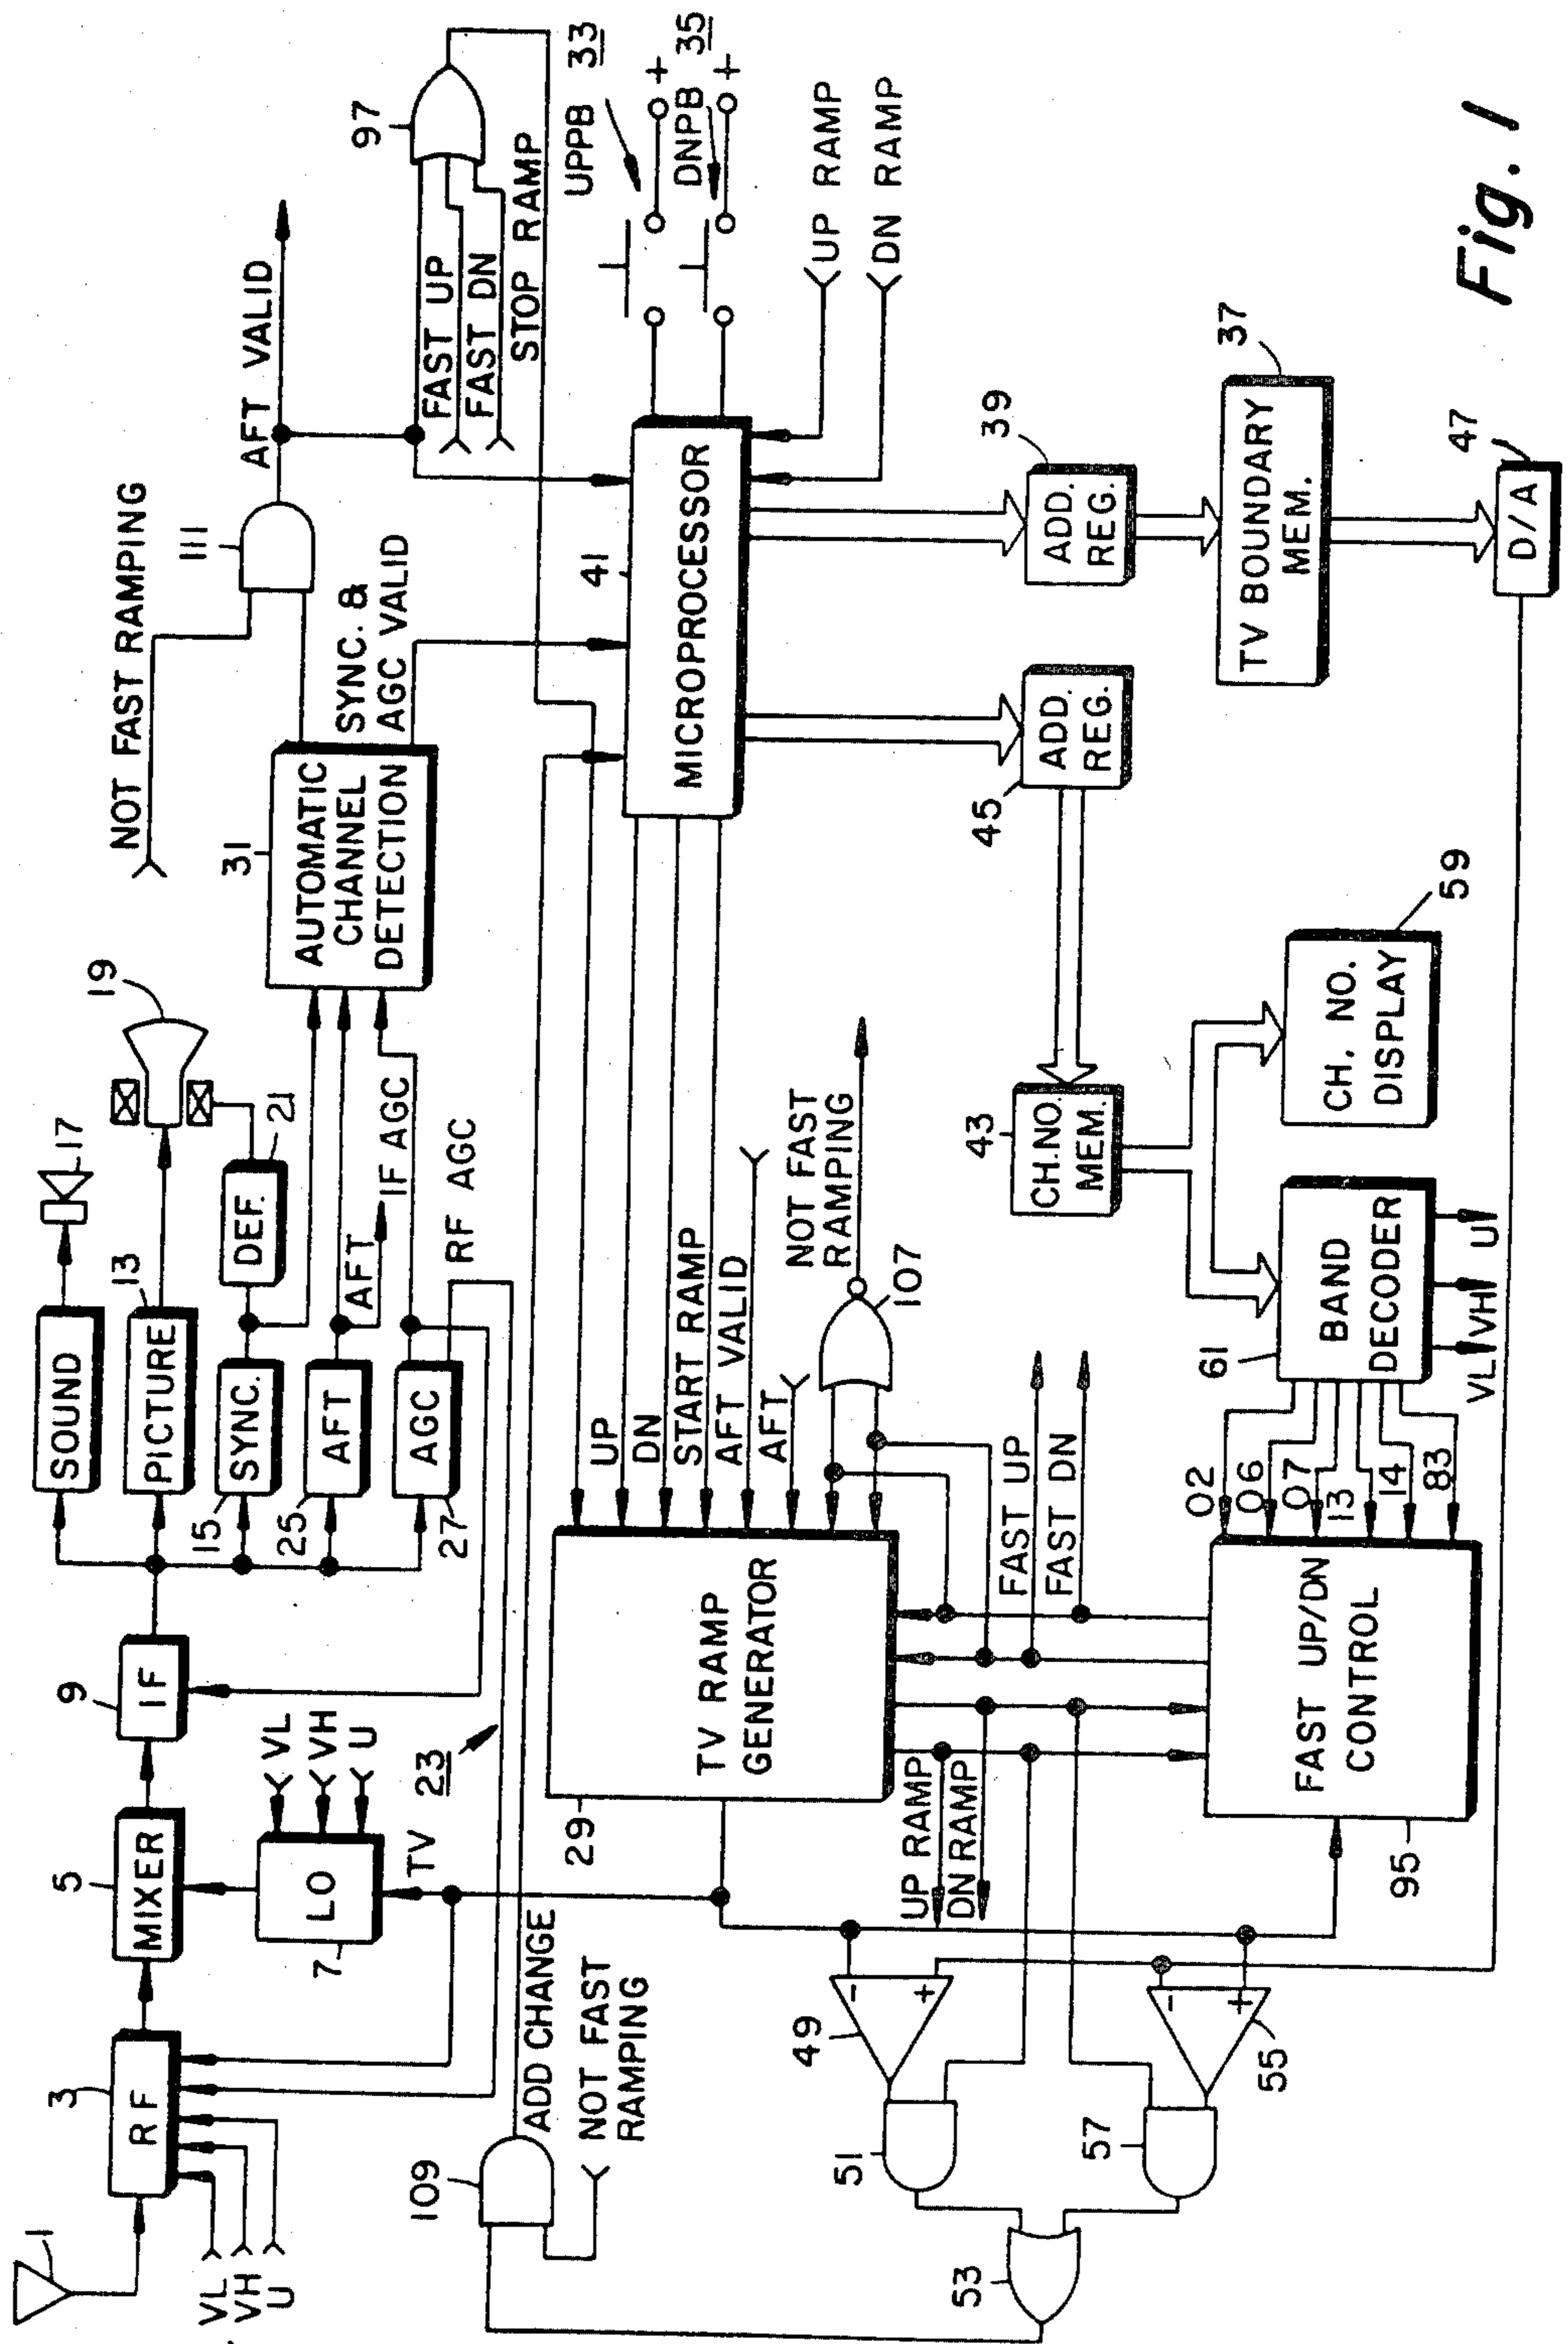 1
3
RF
VL
VH
U
5
MIXER
7
LO
VL
VH
U
TV
9
IF
23
SOUND
17
13
PICTURE
19
15
SYNC.
DEF.
21
25
AFT
AFT
27
AGC
IF AGC
RF AGC
31
AUTOMATIC
CHANNEL
DETECTION
SYNC. &
AGC VALID
NOT FAST RAMPING
111
AFT VALID
97
FAST UP
FAST DN
STOP RAMP
UPPB 33
DNPB 35
+
+
UP RAMP
DN RAMP
41
MICROPROCESSOR
109
ADD CHANGE
NOT FAST
RAMPING
29
TV RAMP
GENERATOR
UP
DN
START RAMP
AFT VALID
AFT
107
NOT FAST
RAMPING
UP RAMP
DN RAMP
FAST UP
FAST DN
49
-
+
51
53
55
-
+
57
95
FAST UP/DN
CONTROL
02
06
07
13
14
83
61
BAND
DECODER
VL
VH
U
43
CH.NO.
MEM.
59
CH. NO.
DISPLAY
45
ADD.
REG.
39
ADD.
REG.
37
TV BOUNDARY
MEM.
47
D/A
Fig. 1